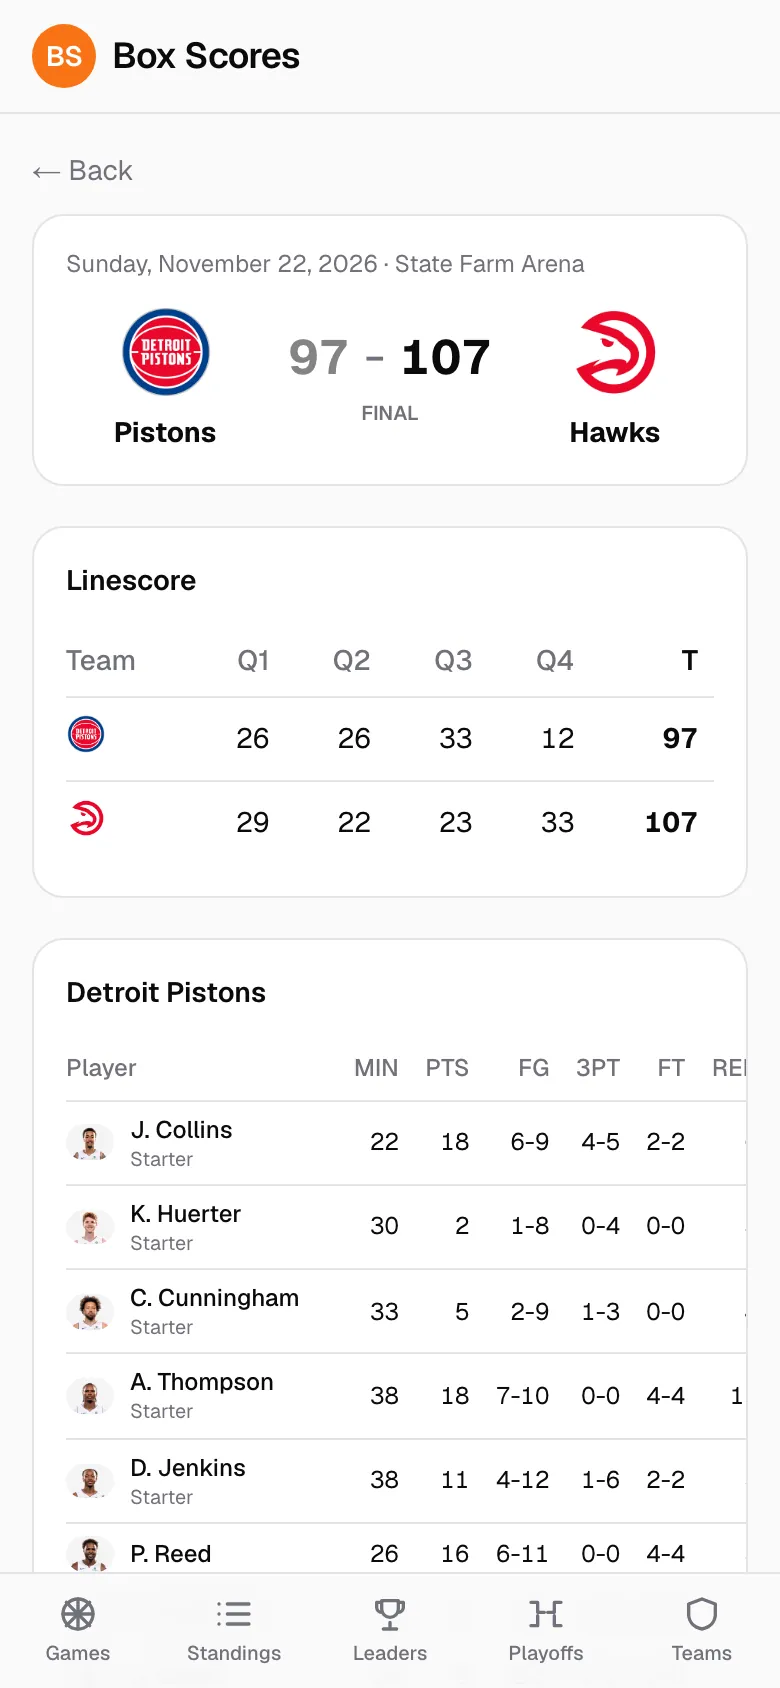 BS Box Scores
← Back
Sunday, November 22, 2026 · State Farm Arena
DETROIT
PISTONS
97 - 107
FINAL
Pistons Hawks
Linescore
Team Q1 Q2 Q3 Q4 T
DETROIT
PISTONS
26 26 33 12 97
29 22 23 33 107
Detroit Pistons
Player MIN PTS FG 3PT FT RE
J. Collins 22 18 6-9 4-5 2-2
Starter
K. Huerter 30 2 1-8 0-4 0-0
Starter
C. Cunningham 33 5 2-9 1-3 0-0
Starter
A. Thompson 38 18 7-10 0-0 4-4 1
Starter
D. Jenkins 38 11 4-12 1-6 2-2
Starter
P. Reed 26 16 6-11 0-0 4-4
Games Standings Leaders Playoffs Teams